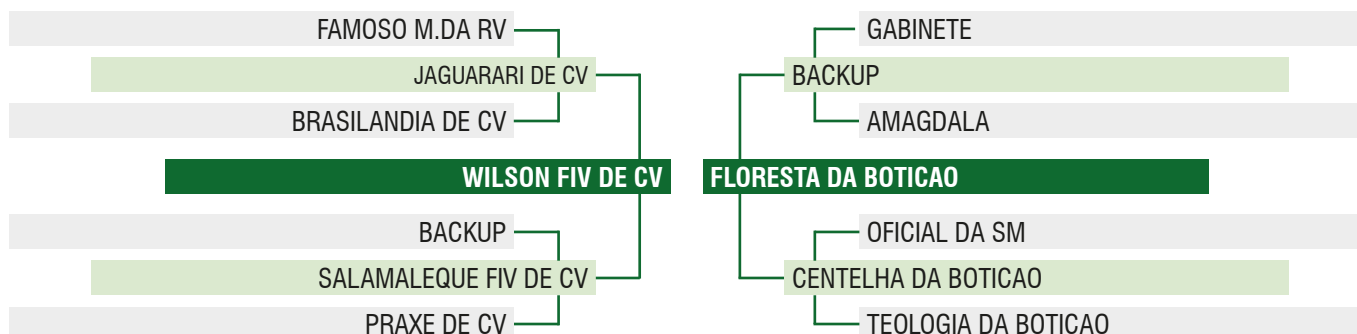 FAMOSO M.DA RV
JAGUARARI DE CV
BRASILANDIA DE CV
WILSON FIV DE CV
BACKUP
SALAMALEQUE FIV DE CV
PRAXE DE CV
GABINETE
BACKUP
AMAGDALA
FLORESTA DA BOTICAO
OFICIAL DA SM
CENTELHA DA BOTICAO
TEOLOGIA DA BOTICAO